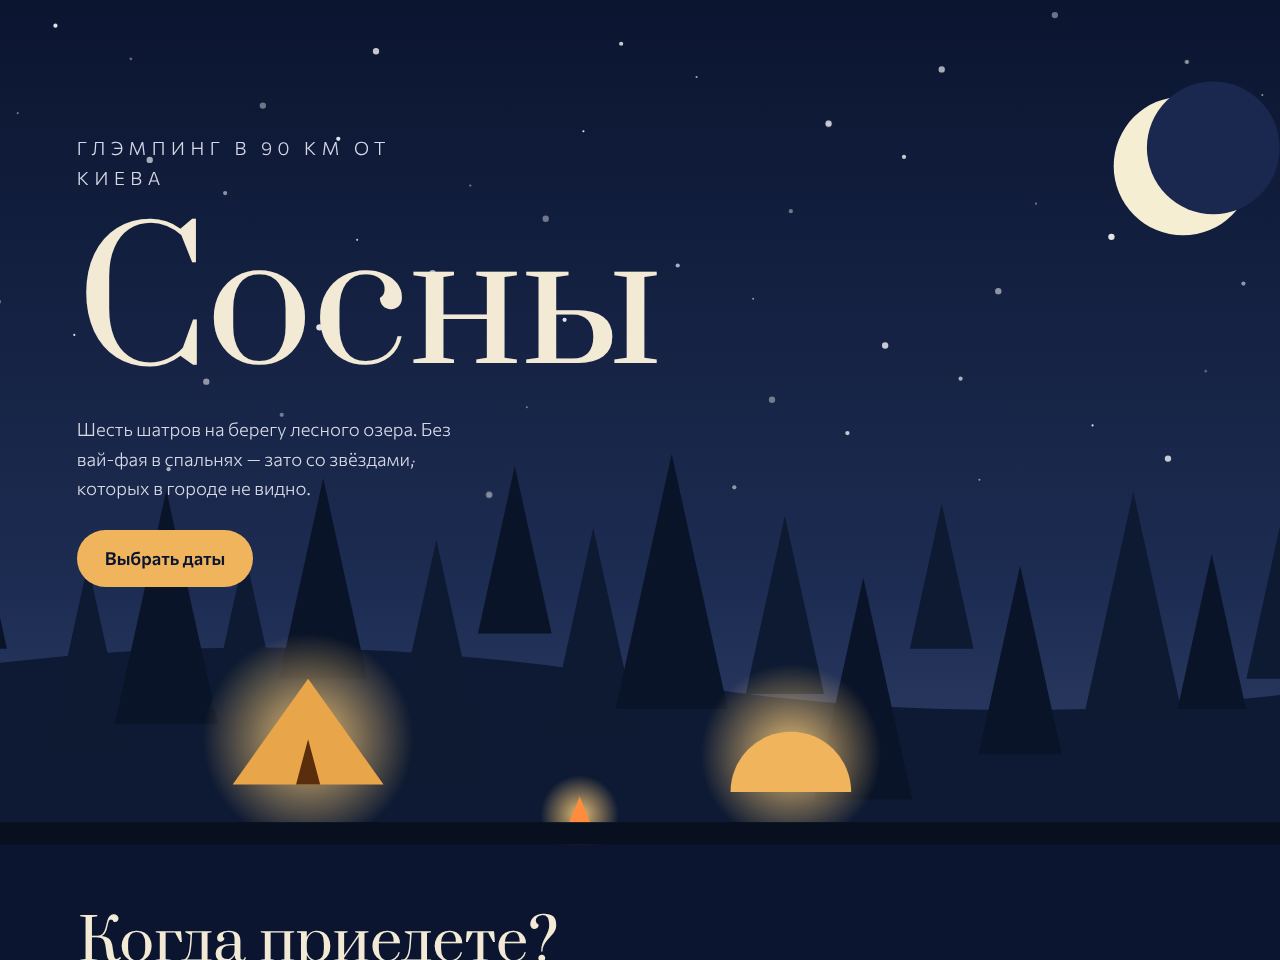 ГЛЭМПИНГ В 90 КМ ОТ
КИЕВА
Сосны
Шесть шатров на берегу лесного озера. Без
вай-фая в спальнях — зато со звёздами,
которых в городе не видно.
Выбрать даты
Когда приедете?